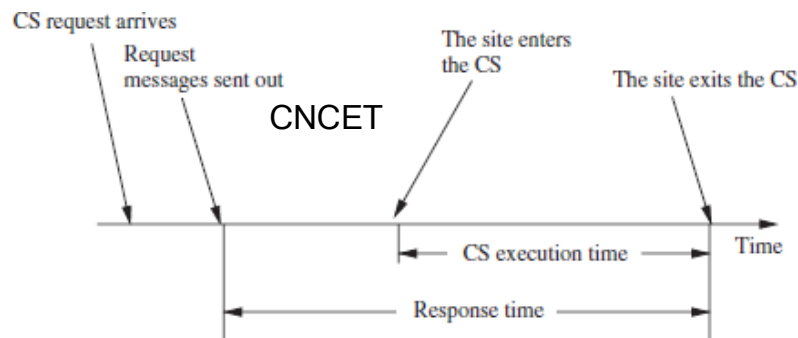 CS request arrives
Request
messages sent out
CNCET
The site enters
the CS
The site exits the CS
Time
CS execution time
Response time